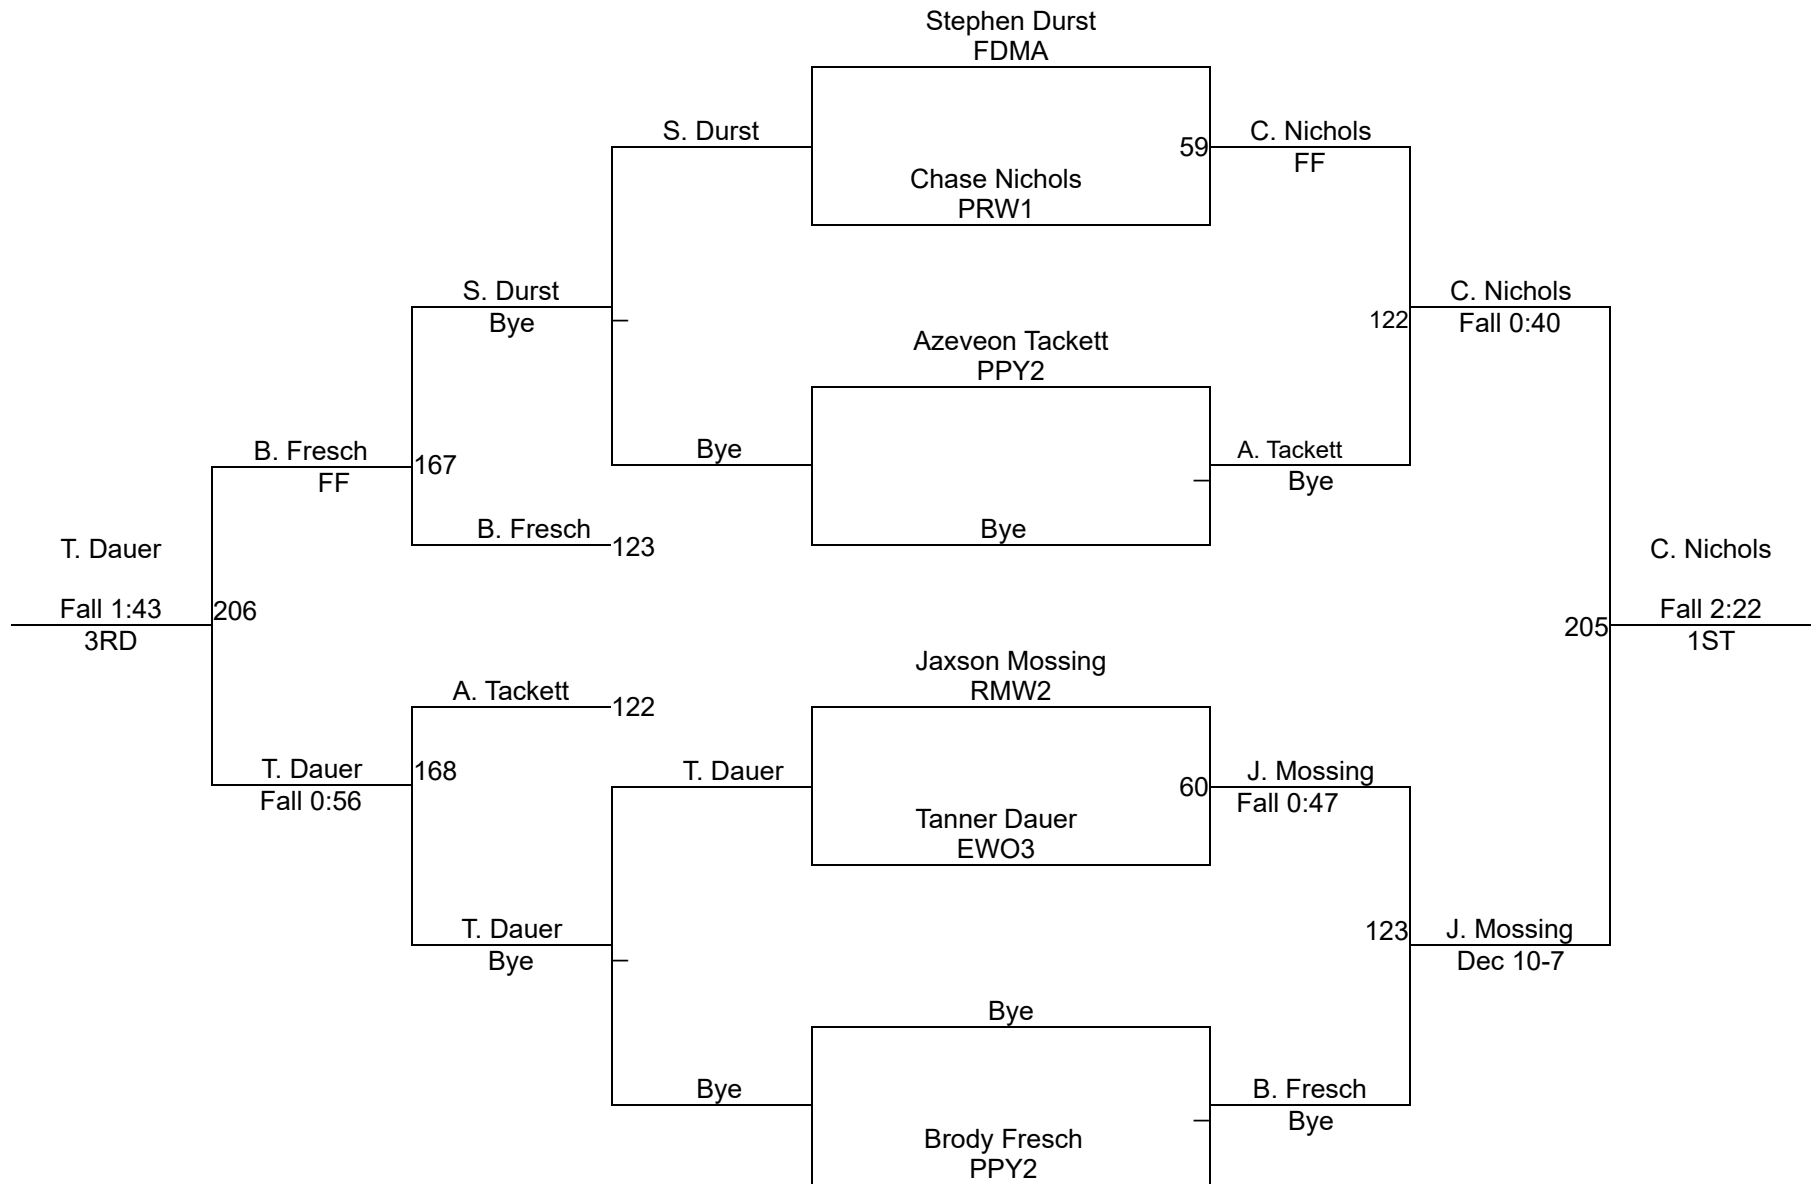 Stephen Durst
FDMA
S. Durst
59
C. Nichols
FF
Chase Nichols
PRW1
S. Durst
Bye
C. Nichols
Fall 0:40
122
Azeveon Tackett
PPY2
B. Fresch
FF
167
Bye
A. Tackett
Bye
B. Fresch
123
Bye
T. Dauer
Fall 1:43
3RD
206
C. Nichols
Fall 2:22
1ST
205
A. Tackett
122
Jaxson Mossing
RMW2
T. Dauer
Fall 0:56
168
T. Dauer
60
J. Mossing
Fall 0:47
Tanner Dauer
EWO3
T. Dauer
Bye
123
J. Mossing
Dec 10-7
Bye
Bye
B. Fresch
Bye
Brody Fresch
PPY2